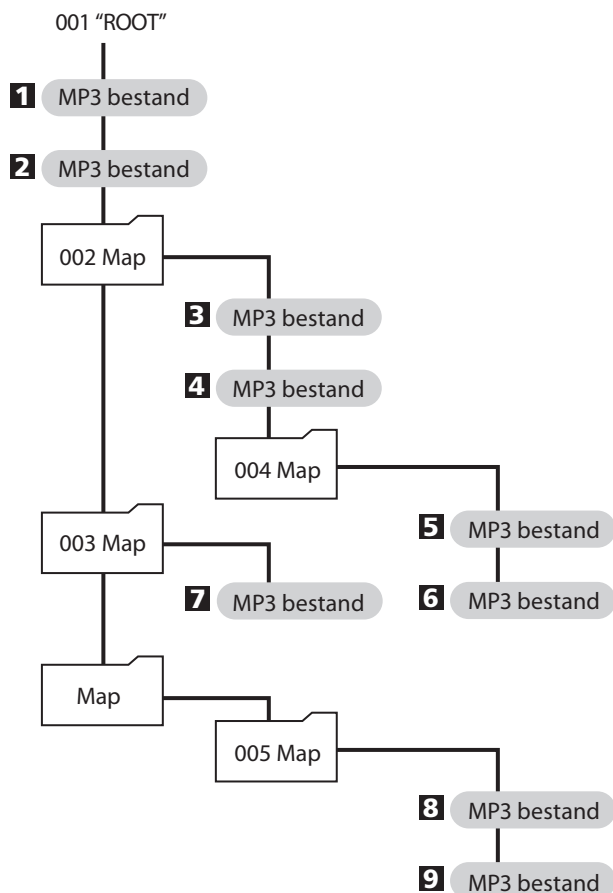 001 “ROOT”
1 MP3 bestand
2 MP3 bestand
002 Map
3 MP3 bestand
4 MP3 bestand
004 Map
5 MP3 bestand
6 MP3 bestand
003 Map
7 MP3 bestand
Map
005 Map
8 MP3 bestand
9 MP3 bestand